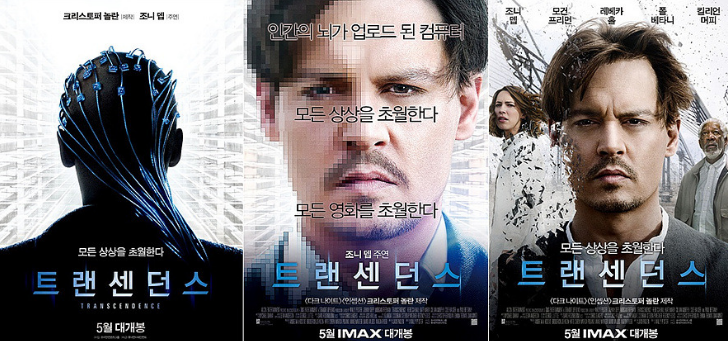 크리스토퍼 놀란 [제작] 조니 뎁 [주연]
모든 상상을 초월한다
트랜센던스
TRANSCENDENCE
5월 대개봉
인간의 뇌가 업로드 된 컴퓨터
모든 상상을 초월한다
모든 영화를 초월한다
조니 뎁 주연
트랜센던스
<다크나이트> <인셉션> 크리스토퍼 놀란 제작
5월 IMAX 대개봉
조니 뎁 모건 프리먼 레베카 홀 폴 베타니 킬리언 머피
모든 상상을 초월한다
트랜센던스
<다크 나이트> <인셉션> 크리스토퍼 놀란 제작
5월 IMAX 대개봉